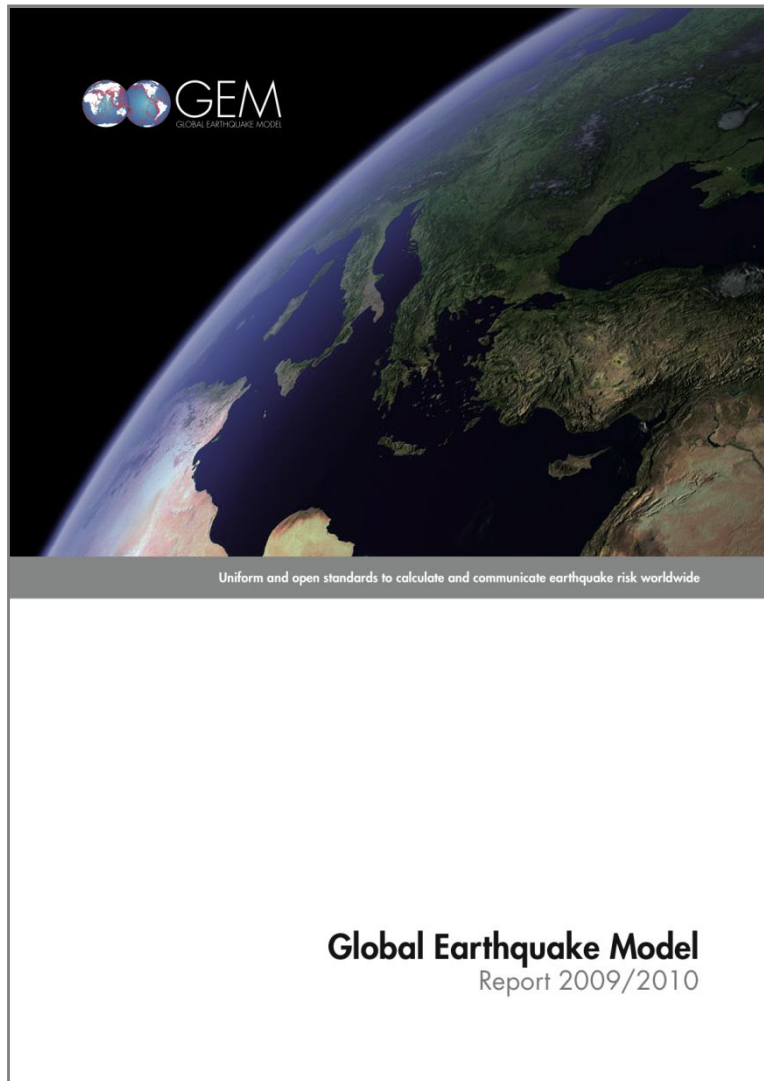 GEM
GLOBAL EARTHQUAKE MODEL
Uniform and open standards to calculate and communicate earthquake risk worldwide
Global Earthquake Model
Report 2009/2010